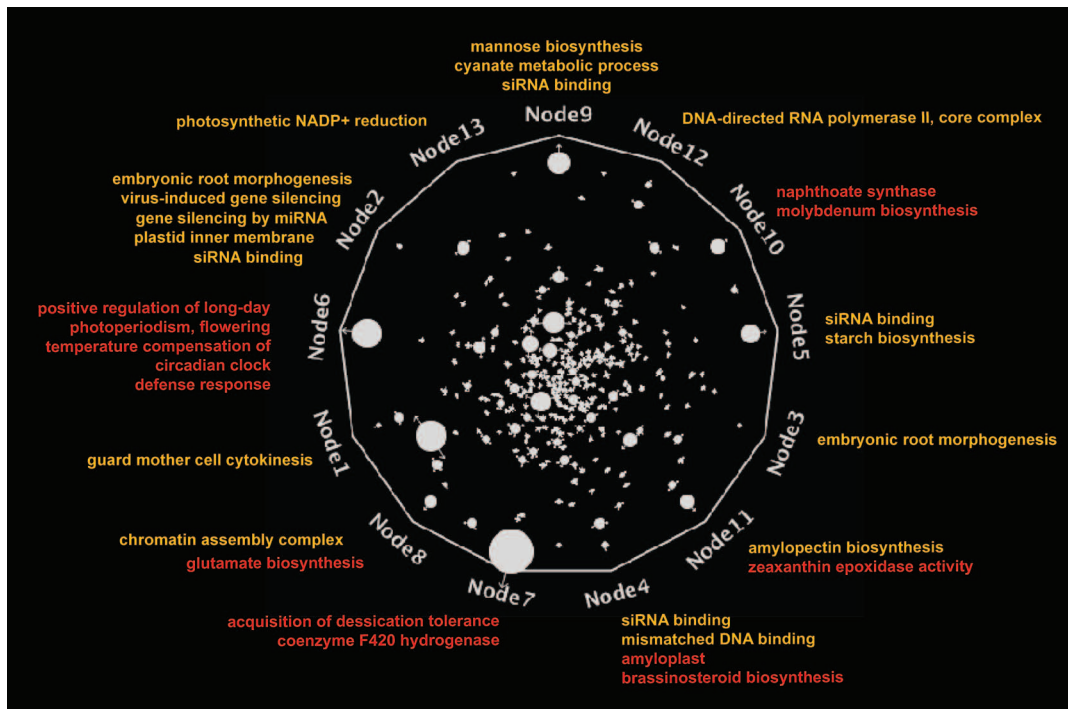 mannose biosynthesis
cyanate metabolic process
siRNA binding
Node9
photosynthetic NADP+ reduction
Node13
DNA-directed RNA polymerase II, core complex
Node12
embryonic root morphogenesis
virus-induced gene silencing
gene silencing by miRNA
plastid inner membrane
siRNA binding
Node2
naphthoate synthase
molybdenum biosynthesis
Node10
positive regulation of long-day
photoperiodism, flowering
temperature compensation of
circadian clock
defense response
Node6
siRNA binding
starch biosynthesis
Node5
guard mother cell cytokinesis
Node1
embryonic root morphogenesis
Node3
chromatin assembly complex
glutamate biosynthesis
Node8
amylopectin biosynthesis
zeaxanthin epoxidase activity
Node11
acquisition of dessication tolerance
coenzyme F420 hydrogenase
Node7
Node4
siRNA binding
mismatched DNA binding
amyloplast
brassinosteroid biosynthesis